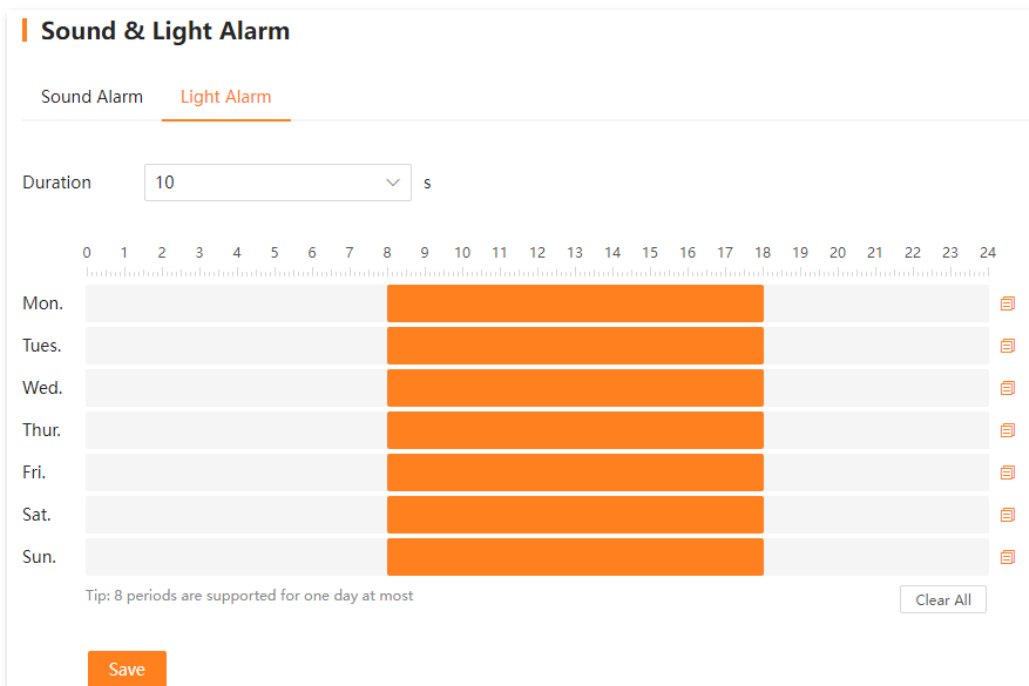 Sound & Light Alarm
Sound Alarm Light Alarm
Duration 10 s
0 1 2 3 4 5 6 7 8 9 10 11 12 13 14 15 16 17 18 19 20 21 22 23 24
Mon.
Tues.
Wed.
Thur.
Fri.
Sat.
Sun.
Tip: 8 periods are supported for one day at most
Clear All
Save